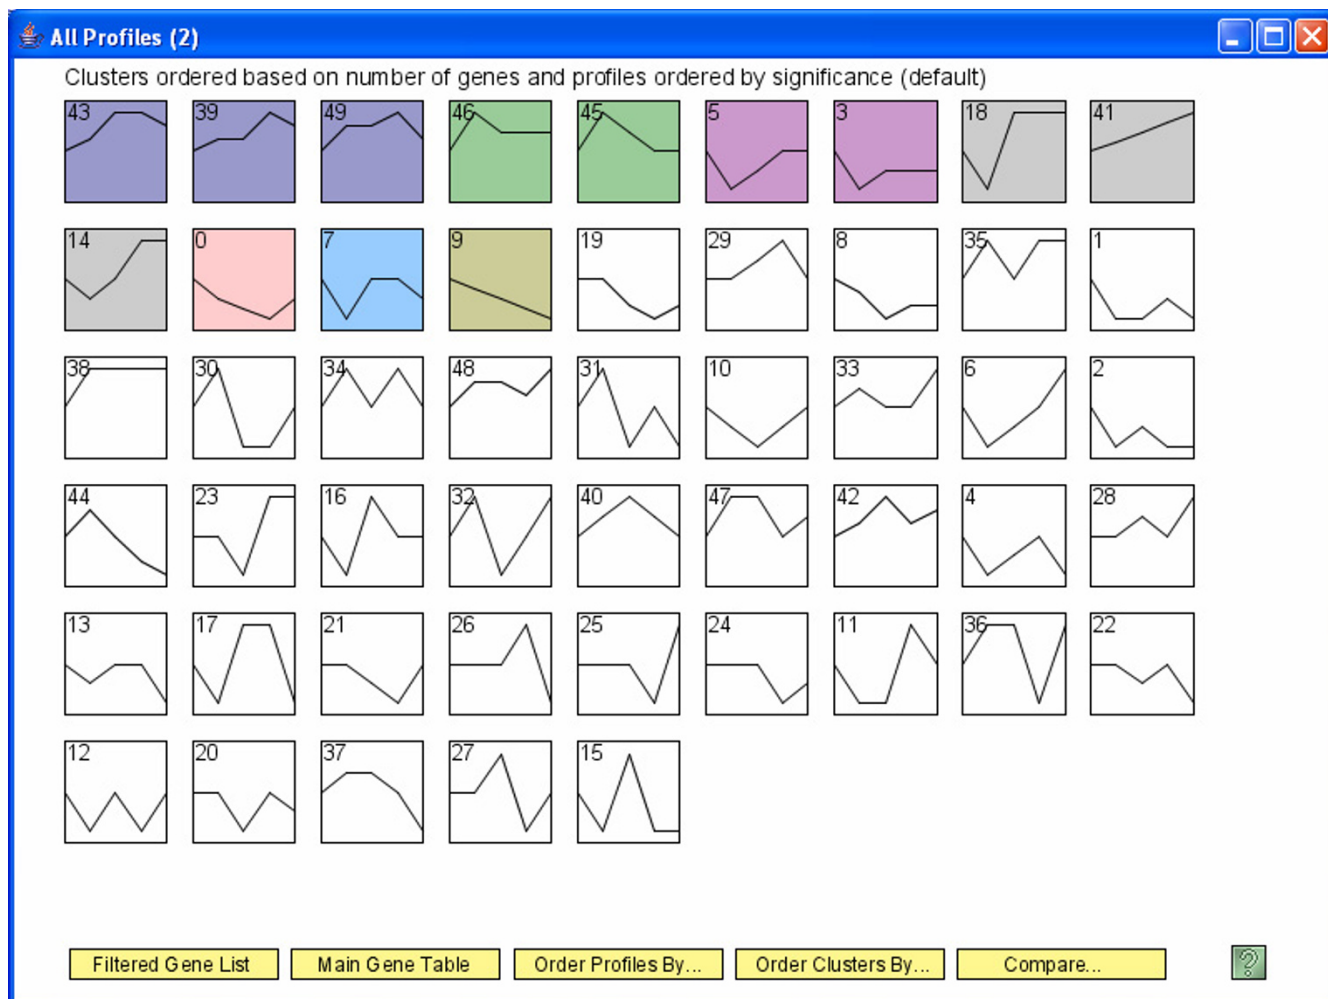 All Profiles (2)
Clusters ordered based on number of genes and profiles ordered by significance (default)
43 39 49 46 45 5 3 18 41
14 0 7 9 19 29 8 35 1
38 30 34 48 31 10 33 6 2
44 23 16 32 40 47 42 4 28
13 17 21 26 25 24 11 36 22
12 20 37 27 15
Filtered Gene List Main Gene Table Order Profiles By... Order Clusters By... Compare... ?